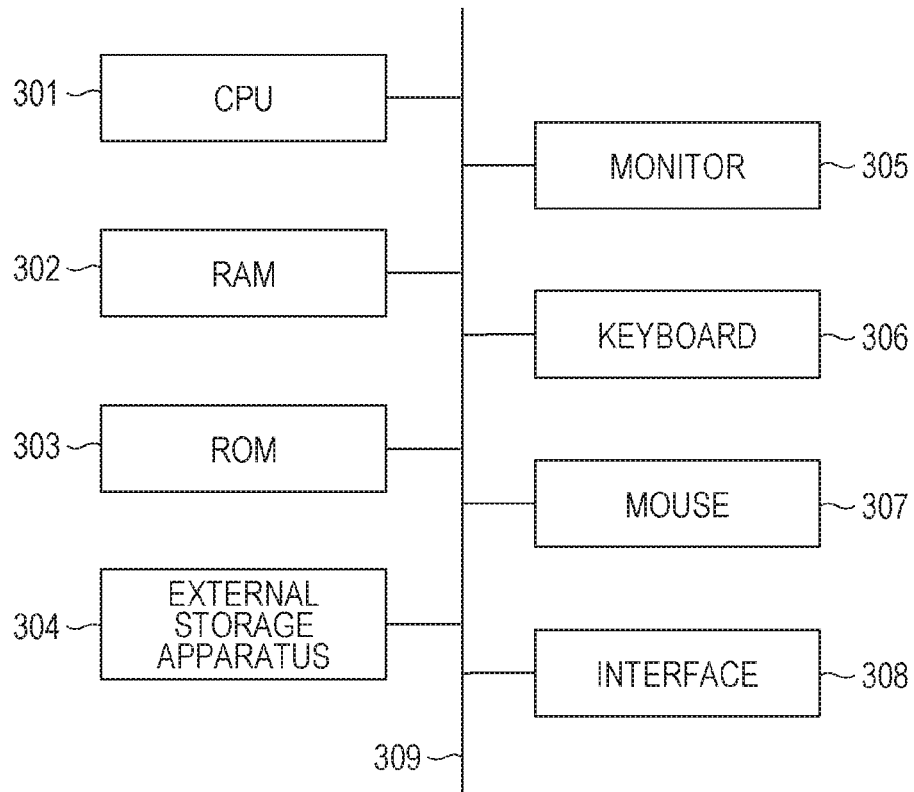 301
CPU
302
RAM
303
ROM
304
EXTERNAL
STORAGE
APPARATUS
MONITOR
305
KEYBOARD
306
MOUSE
307
INTERFACE
308
309